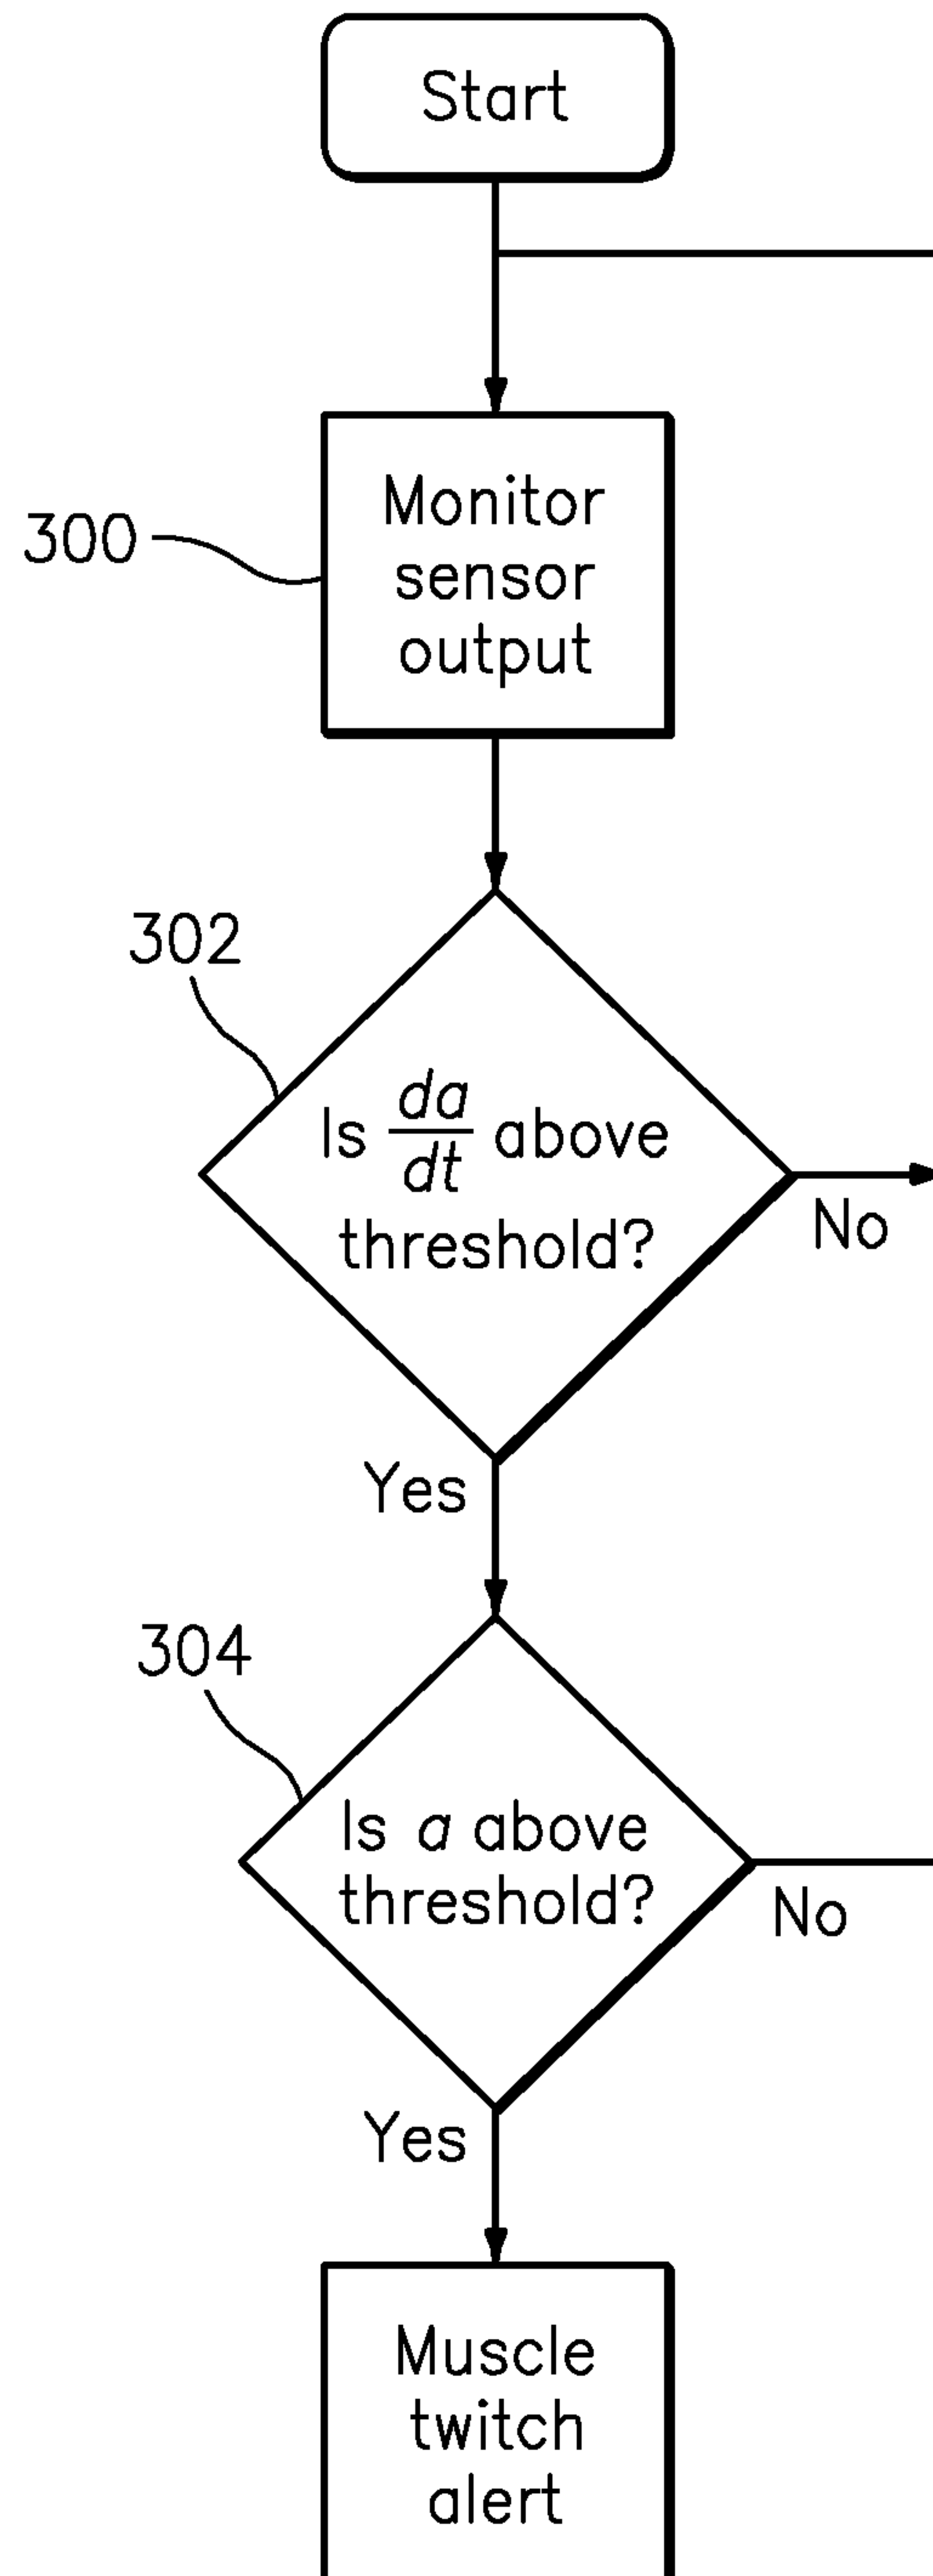 Start
300
Monitor
sensor
output
302
Is da/dt above
threshold?
No
Yes
304
Is a above
threshold?
No
Yes
Muscle
twitch
alert